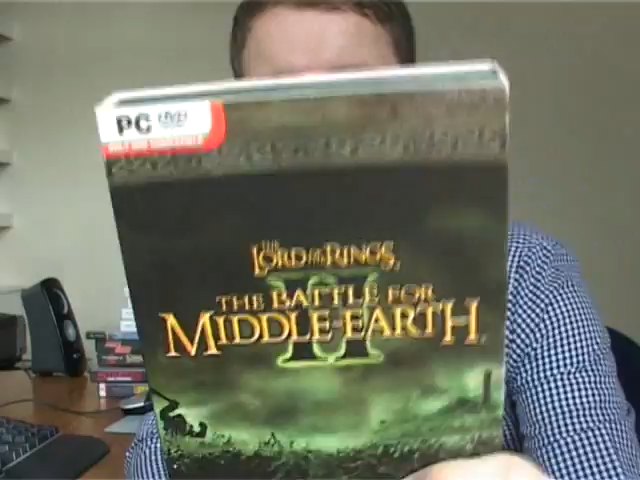 PC DVD
THE
LORD OF THE RINGS
THE BATTLE FOR
MIDDLE-EARTH
II